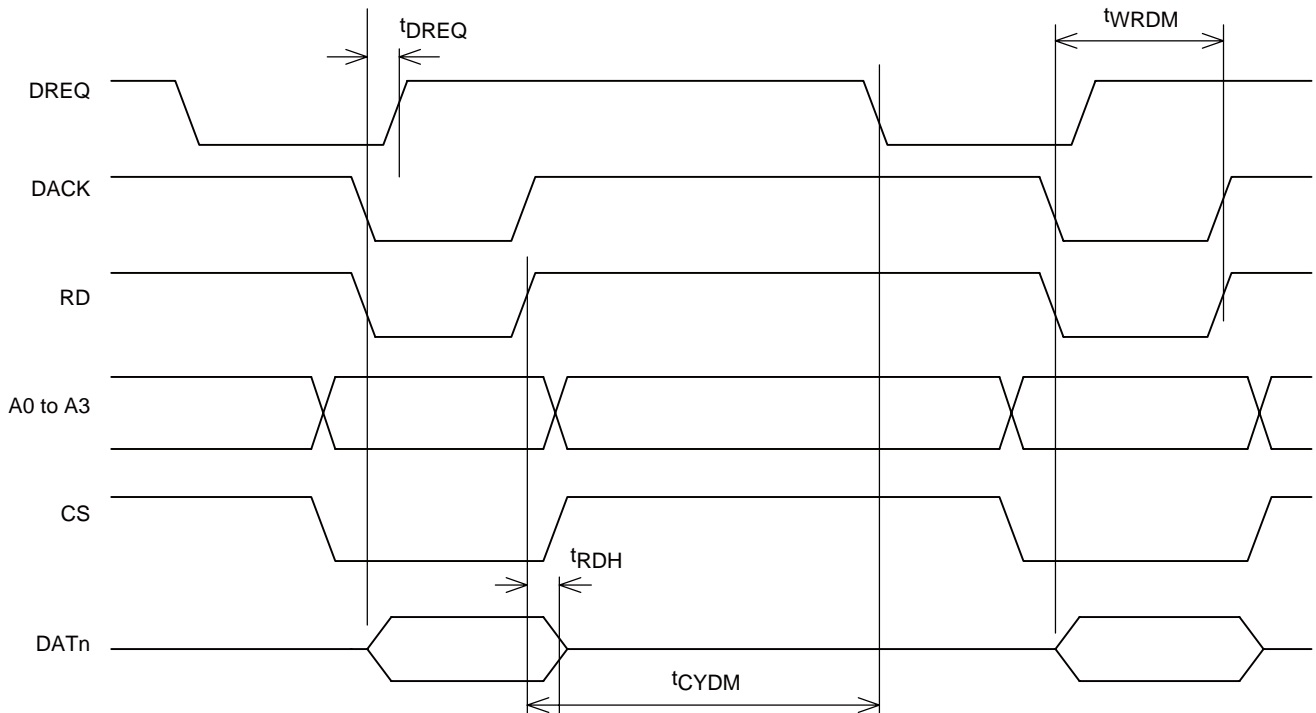 tDREQ
tWRDM
DREQ
DACK
RD
A0 to A3
CS
tRDH
DATn
tCYDM